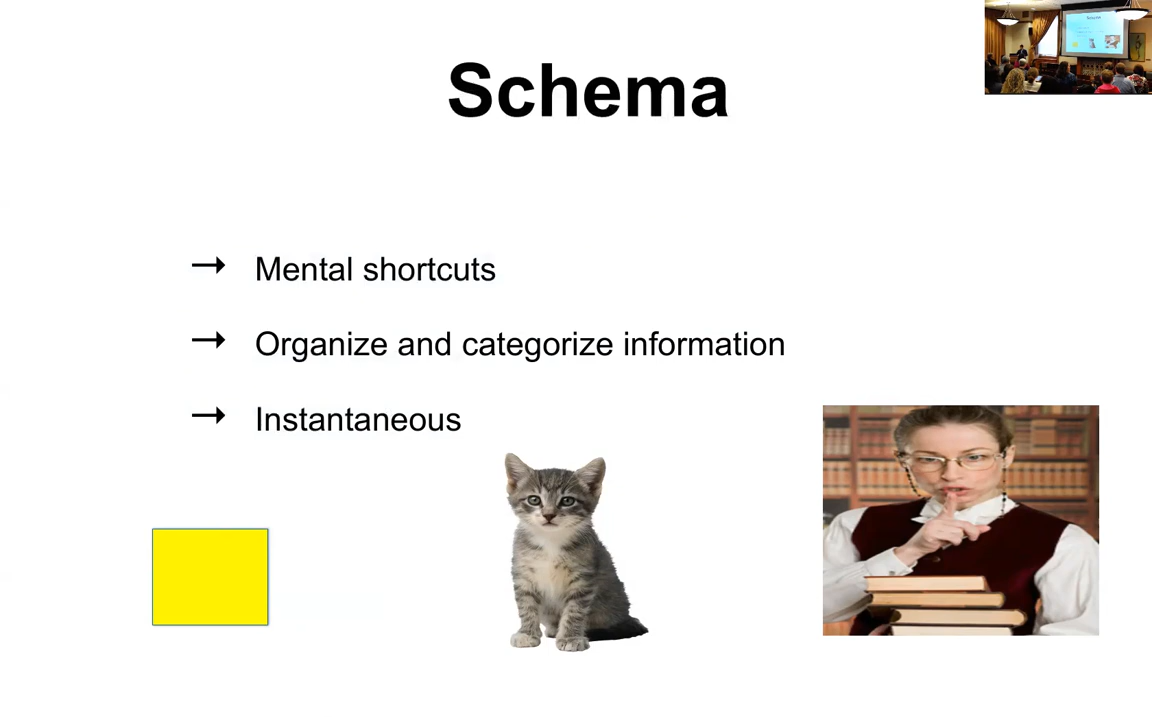 Schema
→ Mental shortcuts
→ Organize and categorize information
→ Instantaneous